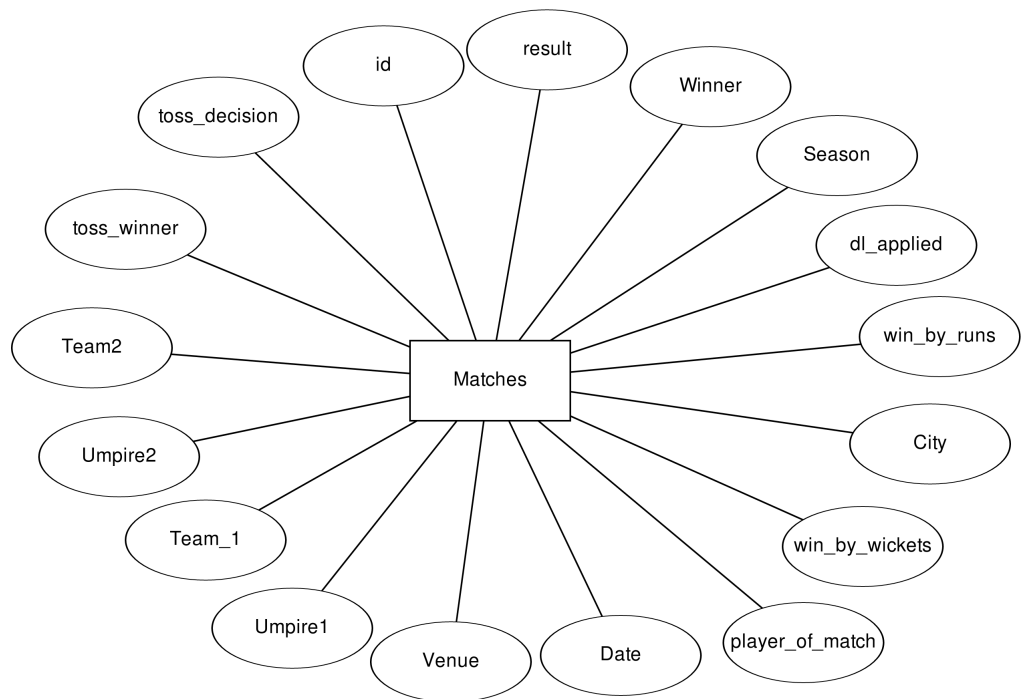 result
id
Winner
toss_decision
Season
toss_winner
dl_applied
win_by_runs
Team2
Matches
City
Umpire2
Team_1
win_by_wickets
Umpire1
player_of_match
Date
Venue